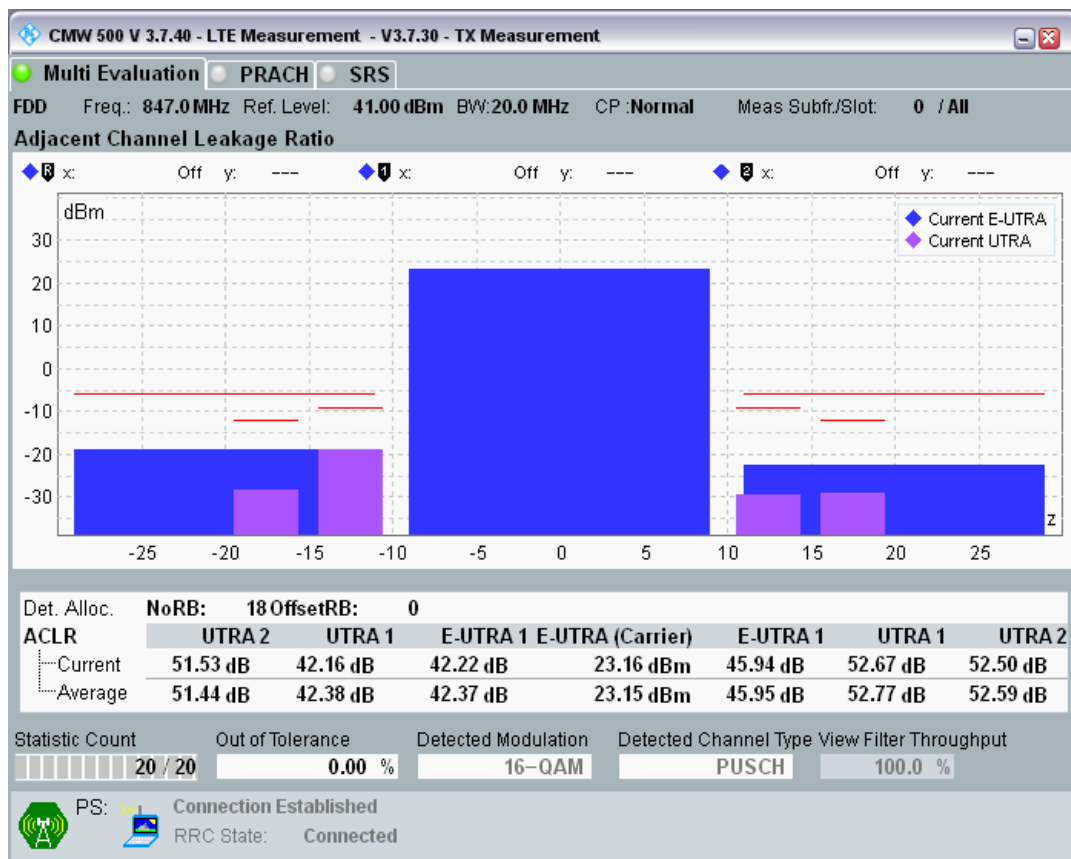 CMW 500 V 3.7.40 - LTE Measurement - V3.7.30 - TX Measurement
Multi Evaluation PRACH SRS
FDD Freq.: 847.0 MHz Ref. Level: 41.00 dBm BW:20.0 MHz CP :Normal Meas Subfr./Slot: 0 / All
Adjacent Channel Leakage Ratio
R x: Off y: --- 1 x: Off y: --- 2 x: Off y: ---
dBm
Current E-UTRA
Current UTRA
30
20
10
0
-10
-20
-30
z
-25 -20 -15 -10 -5 0 5 10 15 20 25
Det. Alloc. NoRB: 18 OffsetRB: 0
ACLR UTRA 2 UTRA 1 E-UTRA 1 E-UTRA (Carrier) E-UTRA 1 UTRA 1 UTRA 2
Current 51.53 dB 42.16 dB 42.22 dB 23.16 dBm 45.94 dB 52.67 dB 52.50 dB
Average 51.44 dB 42.38 dB 42.37 dB 23.15 dBm 45.95 dB 52.77 dB 52.59 dB
Statistic Count Out of Tolerance Detected Modulation Detected Channel Type View Filter Throughput
20 / 20 0.00 % 16-QAM PUSCH 100.0 %
PS: Connection Established
RRC State: Connected